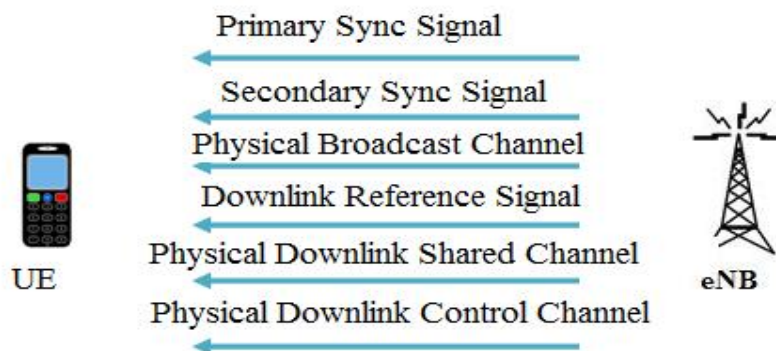 Primary Sync Signal
Secondary Sync Signal
Physical Broadcast Channel
Downlink Reference Signal
Physical Downlink Shared Channel
UE
eNB
Physical Downlink Control Channel